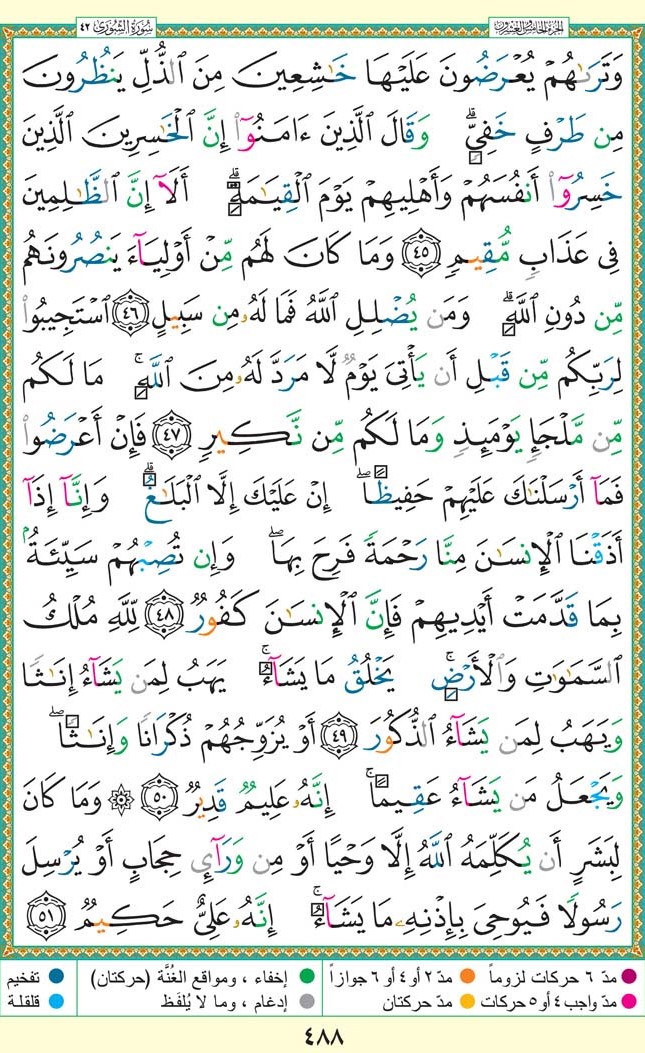 الجزء الخامس والعشرون
سُورَةُ الشُّورَىٰ ٤٢
وَتَرَىٰهُمْ يُعْرَضُونَ عَلَيْهَا خَٰشِعِينَ مِنَ ٱلذُّلِّ يَنظُرُونَ
مِن طَرْفٍ خَفِىٍّۗ وَقَالَ ٱلَّذِينَ ءَامَنُوٓا۟ إِنَّ ٱلْخَٰسِرِينَ ٱلَّذِينَ
خَسِرُوٓا۟ أَنفُسَهُمْ وَأَهْلِيهِمْ يَوْمَ ٱلْقِيَٰمَةِۗ أَلَآ إِنَّ ٱلظَّٰلِمِينَ
فِى عَذَابٍ مُّقِيمٍ ٤٥ وَمَا كَانَ لَهُم مِّنْ أَوْلِيَآءَ يَنصُرُونَهُم
مِّن دُونِ ٱللَّهِۗ وَمَن يُضْلِلِ ٱللَّهُ فَمَا لَهُۥ مِن سَبِيلٍ ٤٦ ٱسْتَجِيبُوا۟
لِرَبِّكُم مِّن قَبْلِ أَن يَأْتِىَ يَوْمٌ لَّا مَرَدَّ لَهُۥ مِنَ ٱللَّهِۚ مَا لَكُم
مِّن مَّلْجَإٍ يَوْمَئِذٍ وَمَا لَكُم مِّن نَّكِيرٍ ٤٧ فَإِنْ أَعْرَضُوا۟
فَمَآ أَرْسَلْنَٰكَ عَلَيْهِمْ حَفِيظًاۖ إِنْ عَلَيْكَ إِلَّا ٱلْبَلَٰغُۗ وَإِنَّآ إِذَآ
أَذَقْنَا ٱلْإِنسَٰنَ مِنَّا رَحْمَةً فَرِحَ بِهَاۖ وَإِن تُصِبْهُمْ سَيِّئَةٌۢ
بِمَا قَدَّمَتْ أَيْدِيهِمْ فَإِنَّ ٱلْإِنسَٰنَ كَفُورٌ ٤٨ لِّلَّهِ مُلْكُ
ٱلسَّمَٰوَٰتِ وَٱلْأَرْضِۚ يَخْلُقُ مَا يَشَآءُۚ يَهَبُ لِمَن يَشَآءُ إِنَٰثًا
وَيَهَبُ لِمَن يَشَآءُ ٱلذُّكُورَ ٤٩ أَوْ يُزَوِّجُهُمْ ذُكْرَانًا وَإِنَٰثًاۖ
وَيَجْعَلُ مَن يَشَآءُ عَقِيمًاۚ إِنَّهُۥ عَلِيمٌ قَدِيرٌ ٥٠ ۞ وَمَا كَانَ
لِبَشَرٍ أَن يُكَلِّمَهُ ٱللَّهُ إِلَّا وَحْيًا أَوْ مِن وَرَآئِ حِجَابٍ أَوْ يُرْسِلَ
رَسُولًا فَيُوحِىَ بِإِذْنِهِۦ مَا يَشَآءُۚ إِنَّهُۥ عَلِىٌّ حَكِيمٌ ٥١
مدّ ٦ حركات لزوماً مدّ ٢ أو ٤ أو ٦ جوازاً إخفاء ، ومواقع الغُنَّة (حركتان) تفخيم
مدّ واجب ٤ أو ٥ حركات مدّ حركتان إدغام ، وما لا يُلفَظ قلقلة
٤٨٨